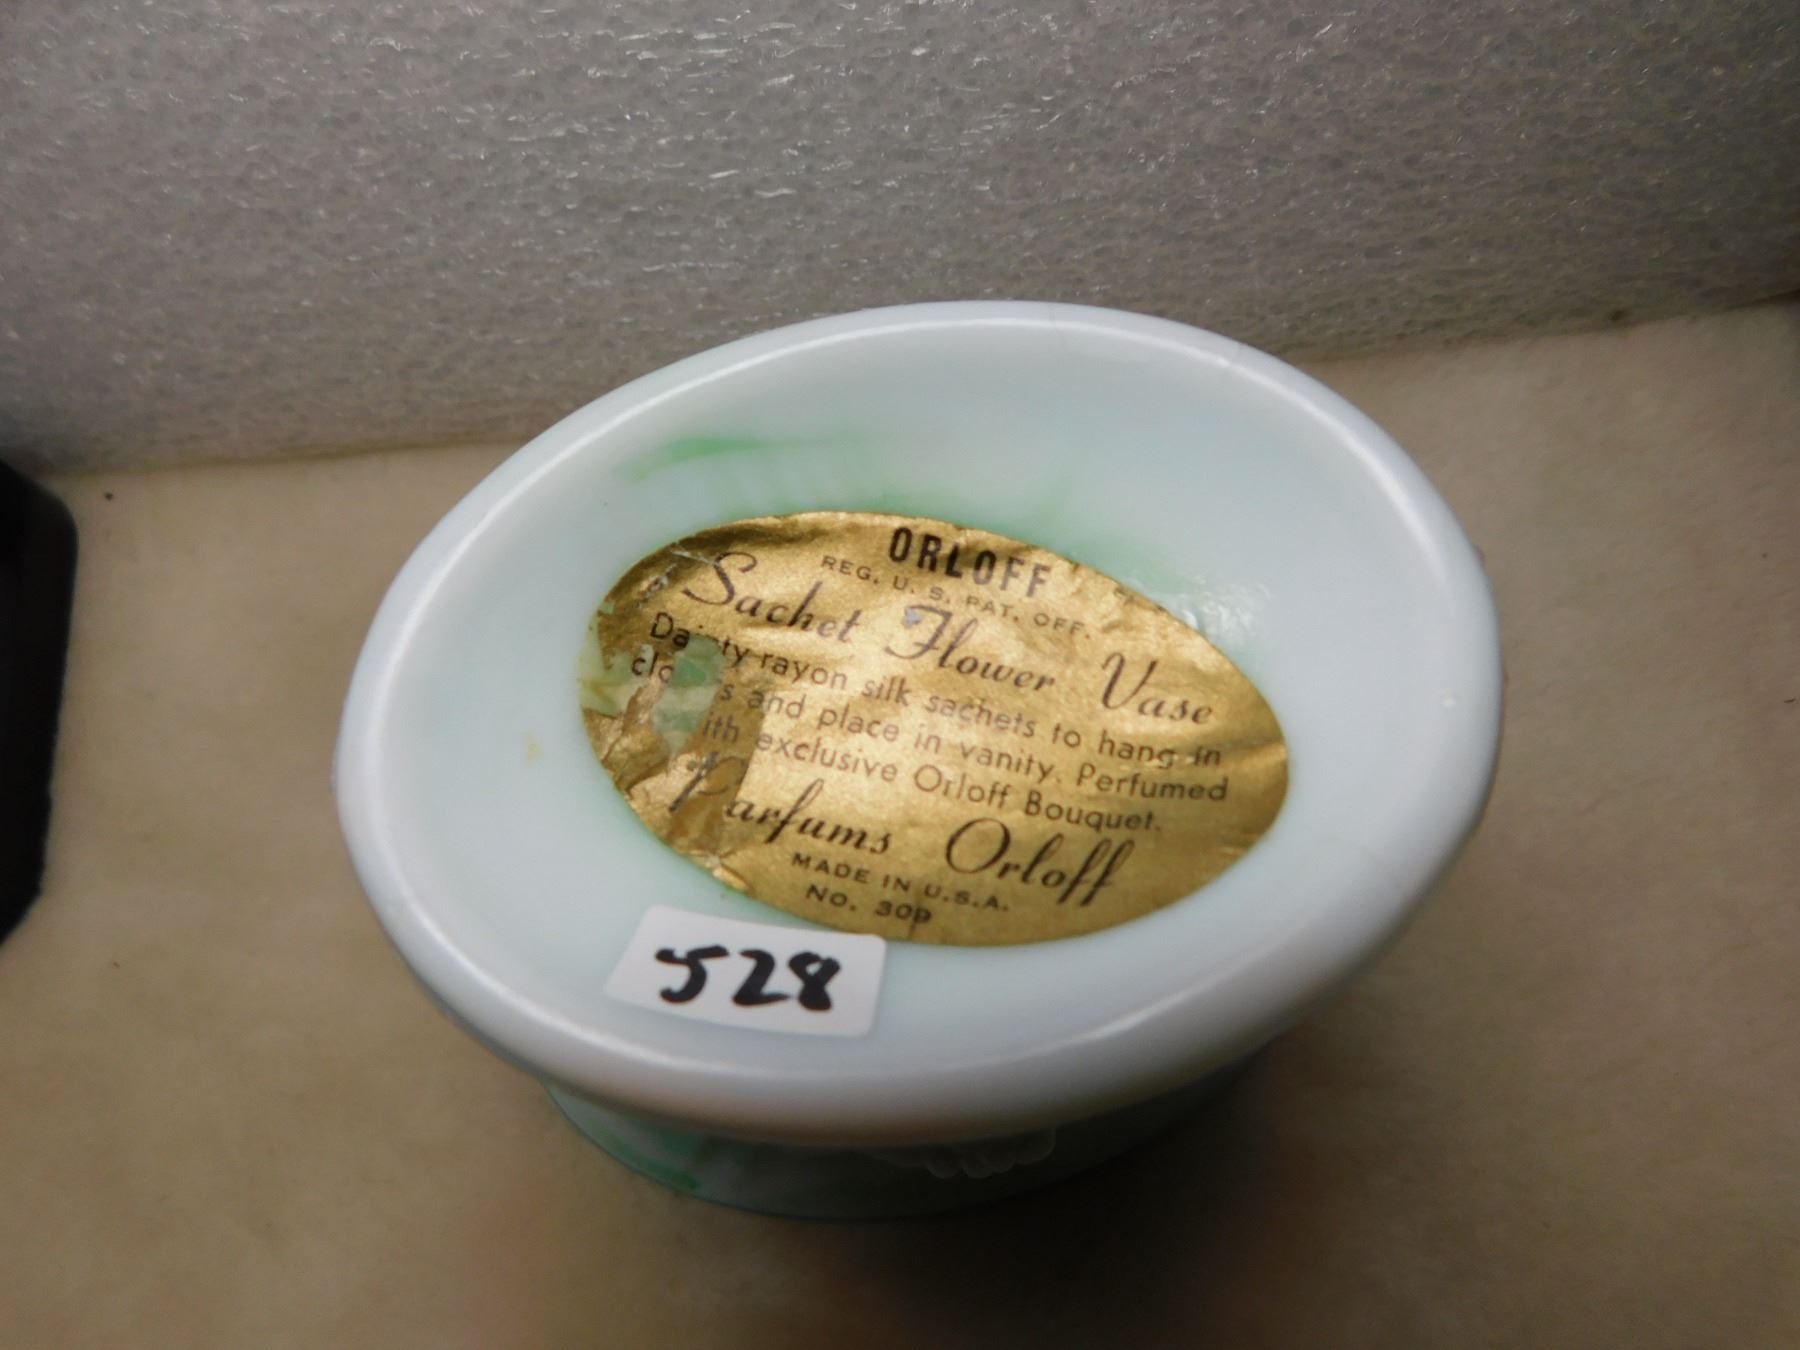 ORLOFF
REG. U. S. PAT. OFF.
Sachet Flower Vase
rayon silk sachets to hang in
and place in vanity. Perfumed
exclusive Orloff Bouquet.
Parfums Orloff
MADE IN U.S.A.
NO.
528